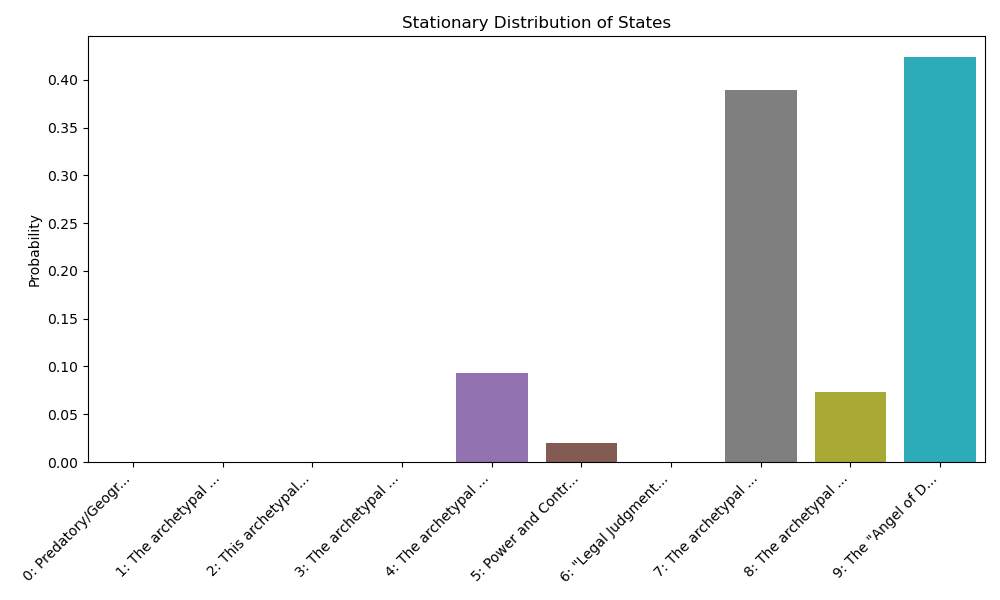 Stationary Distribution of States
0.40
0.35
0.30
0.25
0.20
0.15
0.10
0.05
0.00
Probability
0: Predatory/Geogr...
1: The archetypal ...
2: This archetypal...
3: The archetypal ...
4: The archetypal ...
5: Power and Contr...
6: "Legal Judgment...
7: The archetypal ...
8: The archetypal ...
9: The "Angel of D...